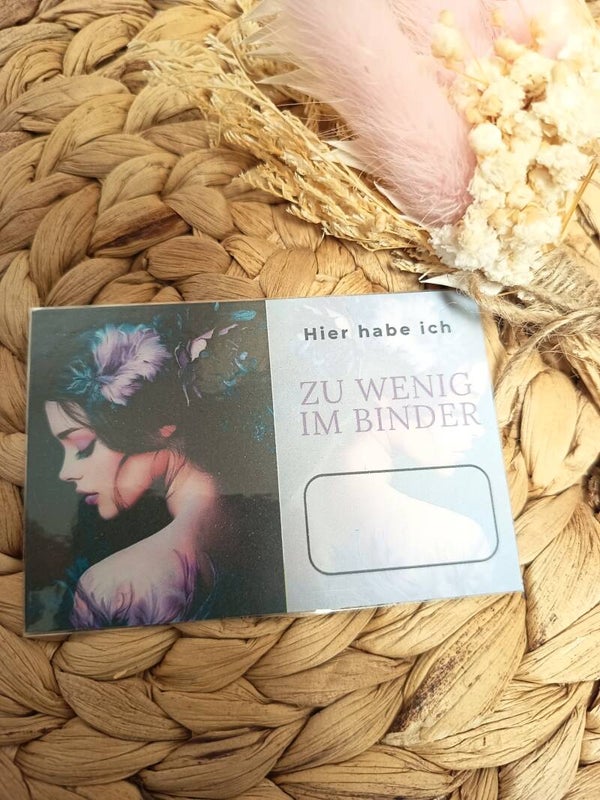 Hier habe ich
ZU WENIG
IM BINDER